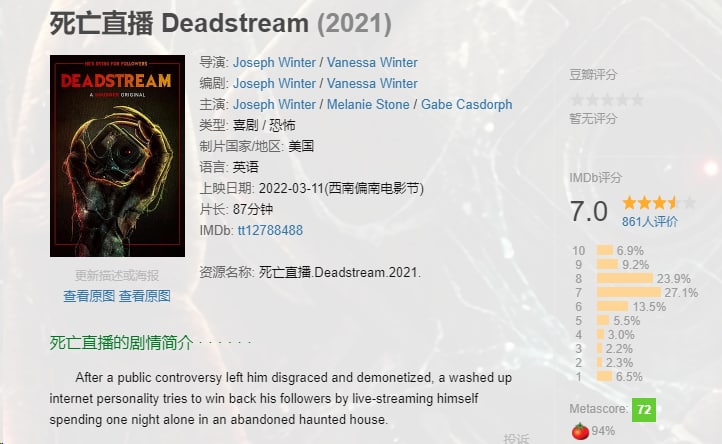 死亡直播 Deadstream (2021)
HE'S DYING FOR FOLLOWERS
DEADSTREAM
A SHUDDER ORIGINAL
更新描述或海报
查看原图 查看原图
导演: Joseph Winter / Vanessa Winter
编剧: Joseph Winter / Vanessa Winter
主演: Joseph Winter / Melanie Stone / Gabe Casdorph
类型: 喜剧 / 恐怖
制片国家/地区: 美国
语言: 英语
上映日期: 2022-03-11(西南偏南电影节)
片长: 87分钟
IMDb: tt12788488
资源名称: 死亡直播.Deadstream.2021.
死亡直播的剧情简介 · · · · · ·
After a public controversy left him disgraced and demonetized, a washed up
internet personality tries to win back his followers by live-streaming himself
spending one night alone in an abandoned haunted house.
投诉
豆瓣评分
暂无评分
IMDb评分
7.0
861人评价
10 6.9%
9 9.2%
8 23.9%
7 27.1%
6 13.5%
5 5.5%
4 3.0%
3 2.2%
2 2.3%
1 6.5%
Metascore: 72
94%